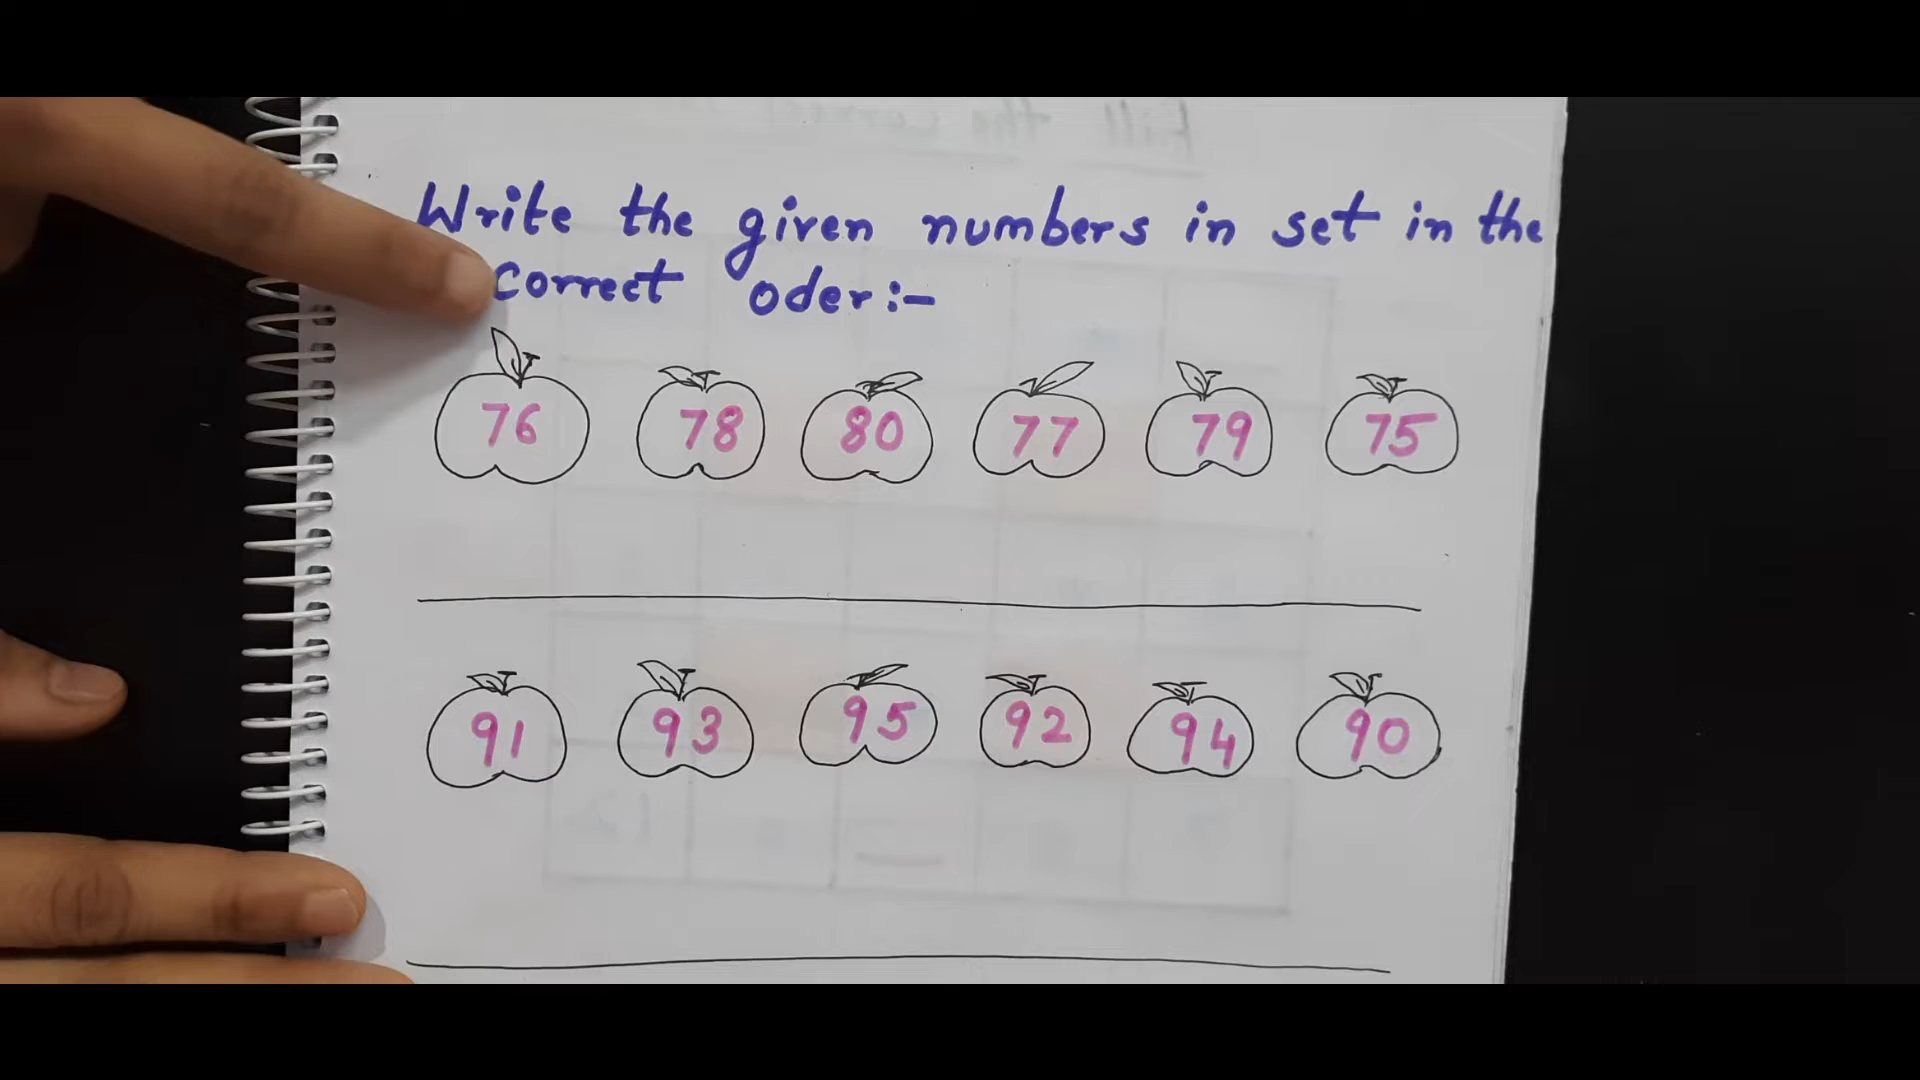 Write the given numbers in set in the
correct oder:-
76 78 80 77 79 75
91 93 95 92 94 90